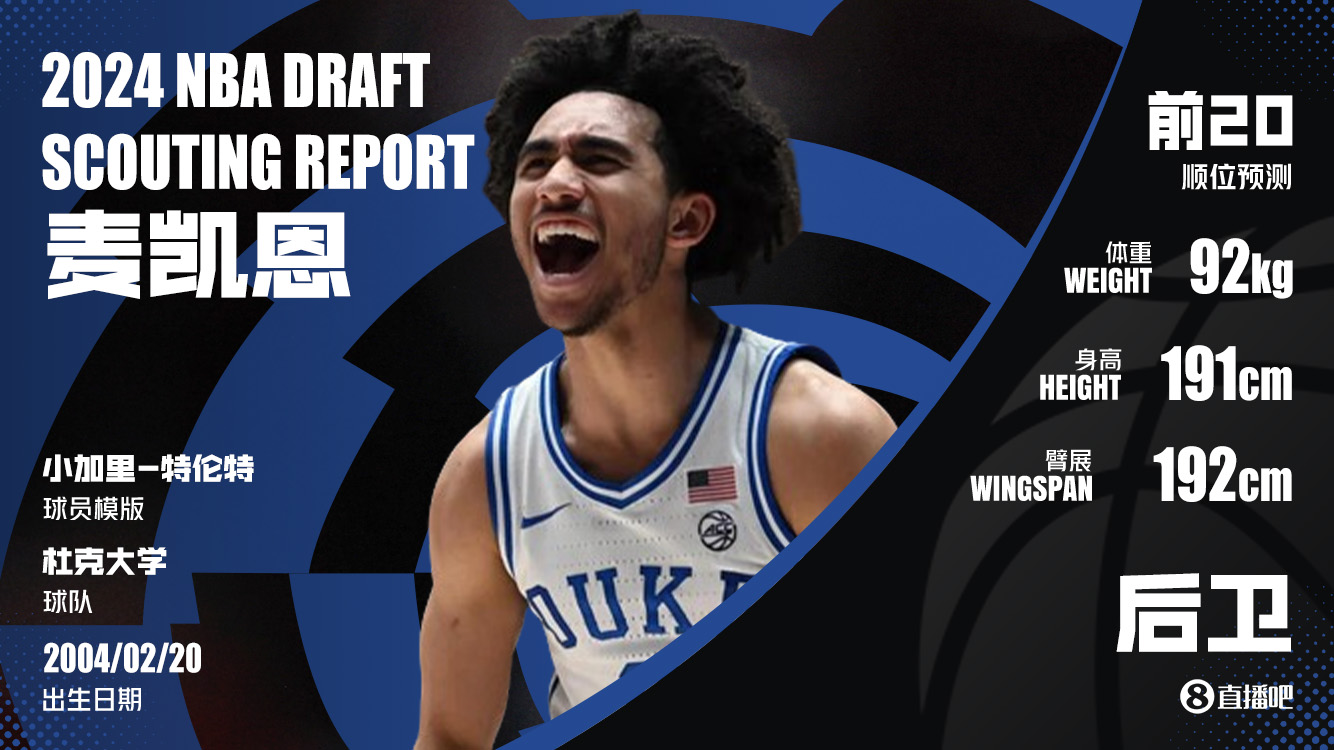 2024 NBA DRAFT
SCOUTING REPORT
麦凯恩
小加里-特伦特
球员模版
杜克大学
球队
2004/02/20
出生日期
ACC
DUKE
前20
顺位预测
体重
WEIGHT 92kg
身高
HEIGHT 191cm
臂展
WINGSPAN 192cm
后卫
8直播吧